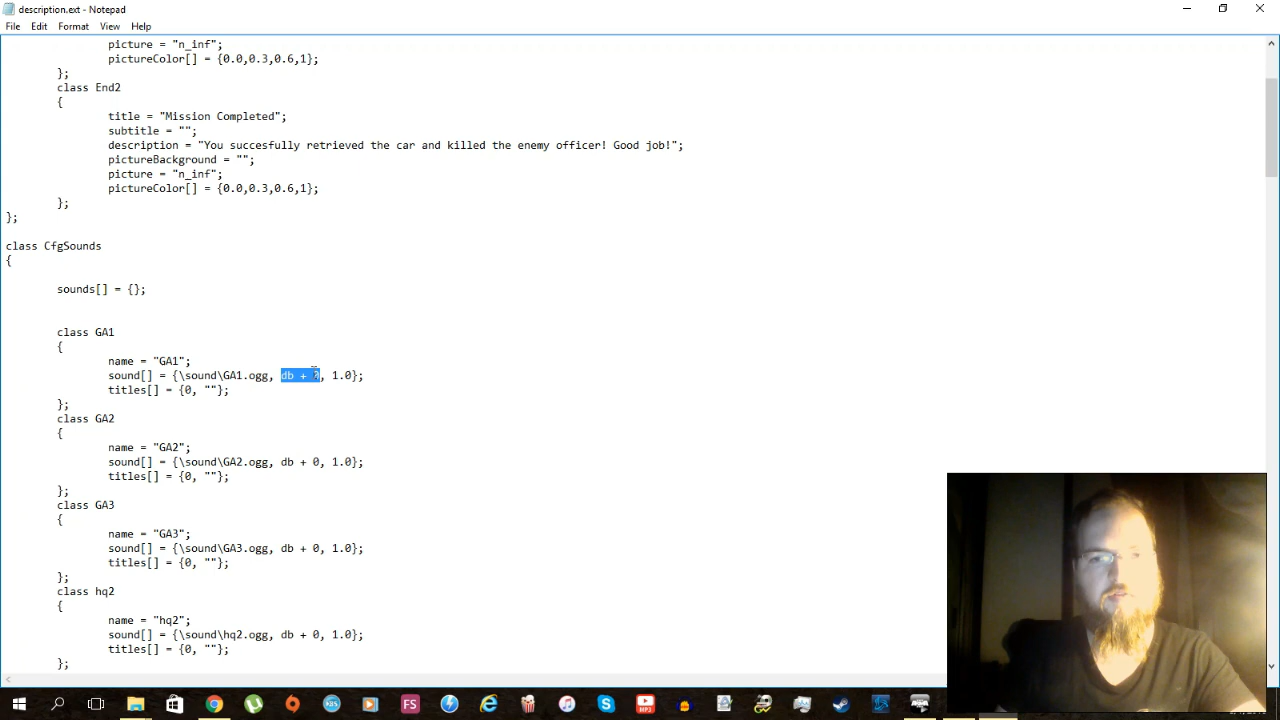 description.ext - Notepad
File Edit Format View Help
picture = "n_inf";
pictureColor[] = {0.0,0.3,0.6,1};
};
class End2
{
title = "Mission Completed";
subtitle = "";
description = "You succesfully retrieved the car and killed the enemy officer! Good job!";
pictureBackground = "";
picture = "n_inf";
pictureColor[] = {0.0,0.3,0.6,1};
};
};
class CfgSounds
{
sounds[] = {};
class GA1
{
name = "GA1";
sound[] = {\sound\GA1.ogg, db + , 1.0};
titles[] = {0, ""};
};
class GA2
{
name = "GA2";
sound[] = {\sound\GA2.ogg, db + 0, 1.0};
titles[] = {0, ""};
};
class GA3
{
name = "GA3";
sound[] = {\sound\GA3.ogg, db + 0, 1.0};
titles[] = {0, ""};
};
class hq2
{
name = "hq2";
sound[] = {\sound\hq2.ogg, db + 0, 1.0};
titles[] = {0, ""};
};
FS
MP3